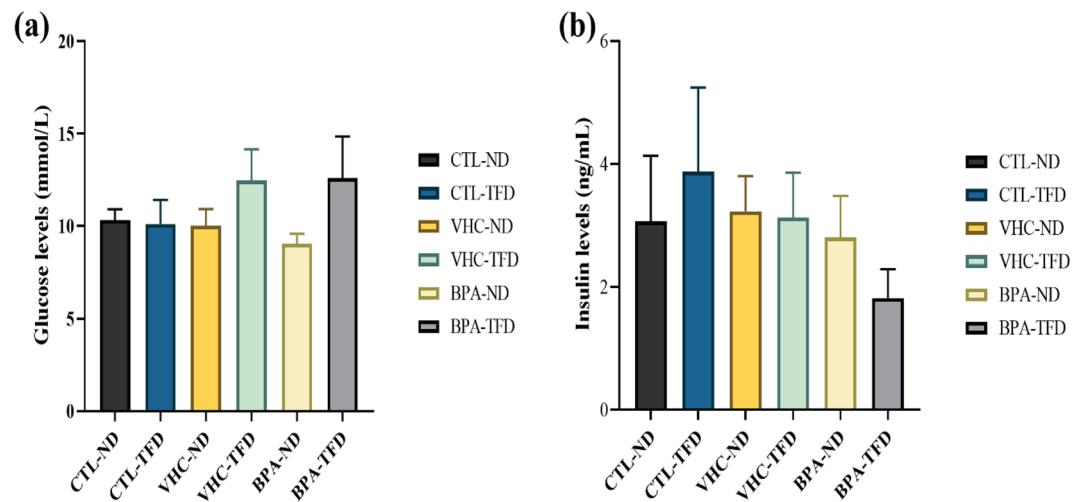 (a)
Glucose levels (mmol/L)
20
15
10
5
0
CTL-ND
CTL-TFD
VHC-ND
VHC-TFD
BPA-ND
BPA-TFD
CTL-ND
CTL-TFD
VHC-ND
VHC-TFD
BPA-ND
BPA-TFD
(b)
Insulin levels (ng/mL)
6
4
2
0
CTL-ND
CTL-TFD
VHC-ND
VHC-TFD
BPA-ND
BPA-TFD
CTL-ND
CTL-TFD
VHC-ND
VHC-TFD
BPA-ND
BPA-TFD